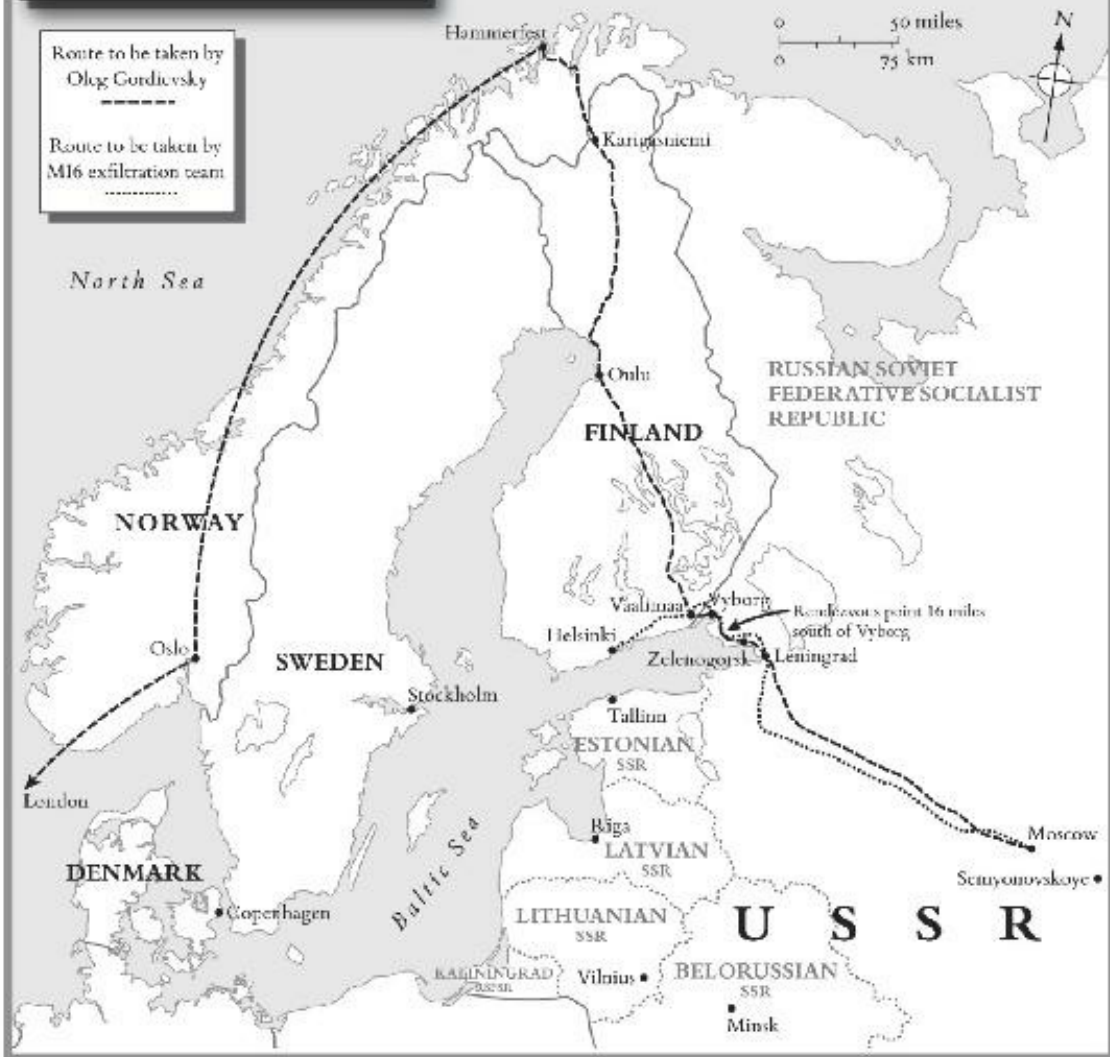 Route to be taken by
Oleg Gordievsky
Route to be taken by
MI6 exfiltration team
0 50 miles
0 75 km
N
Hammerfest
Karigasniemi
North Sea
Oulu
RUSSIAN SOVIET
FEDERATIVE SOCIALIST
REPUBLIC
FINLAND
NORWAY
Vaalimaa
Vyborg
Rendezvous point 16 miles
south of Vyborg
Helsinki
Zelenogorsk
Leningrad
Oslo
SWEDEN
Stockholm
Tallinn
ESTONIAN
SSR
London
Baltic Sea
Riga
LATVIAN
SSR
Moscow
Semyonovskoye
DENMARK
Copenhagen
LITHUANIAN
SSR
USSR
KALININGRAD
Vilnius
BELORUSSIAN
SSR
Minsk